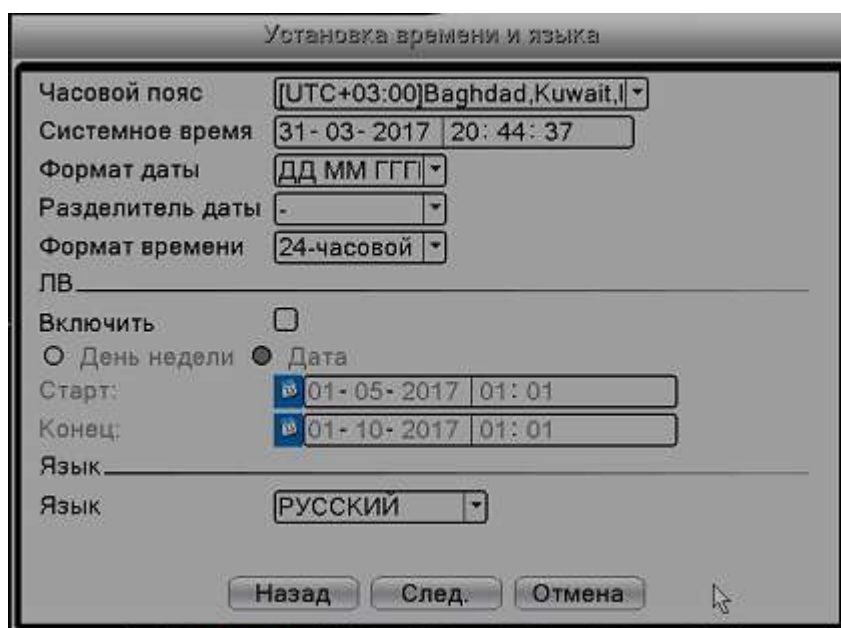 Установка времени и языка
Часовой пояс [UTC+03:00]Baghdad,Kuwait,
Системное время 31-03-2017 20:44:37
Формат даты ДД ММ ГГГ
Разделитель даты -
Формат времени 24-часовой
ЛВ
Включить
День недели Дата
Старт: 01-05-2017 01:01
Конец: 01-10-2017 01:01
Язык
Язык РУССКИЙ
Назад След. Отмена